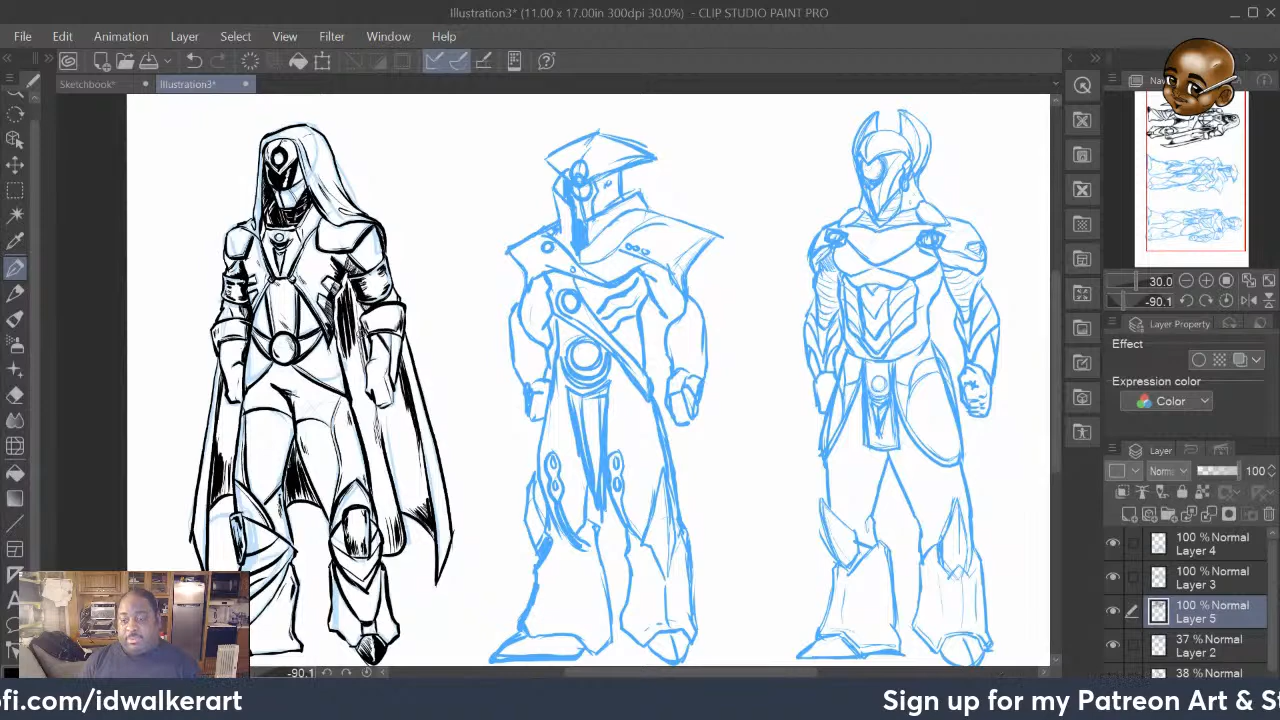 Illustration3* (11.00 x 17.00in 300dpi 30.0%) - CLIP STUDIO PAINT PRO
File Edit Animation Layer Select View Filter Window Help
Sketchbook* Illustration3*
30.0
-90.1
Layer Property
Effect
Expression color
Color
Layer
Norma 100
100 % Normal
Layer 4
100 % Normal
Layer 3
100 % Normal
Layer 5
37 % Normal
Layer 2
38 % Normal
-90.1
ofi.com/idwalkerart Sign up for my Patreon Art & St